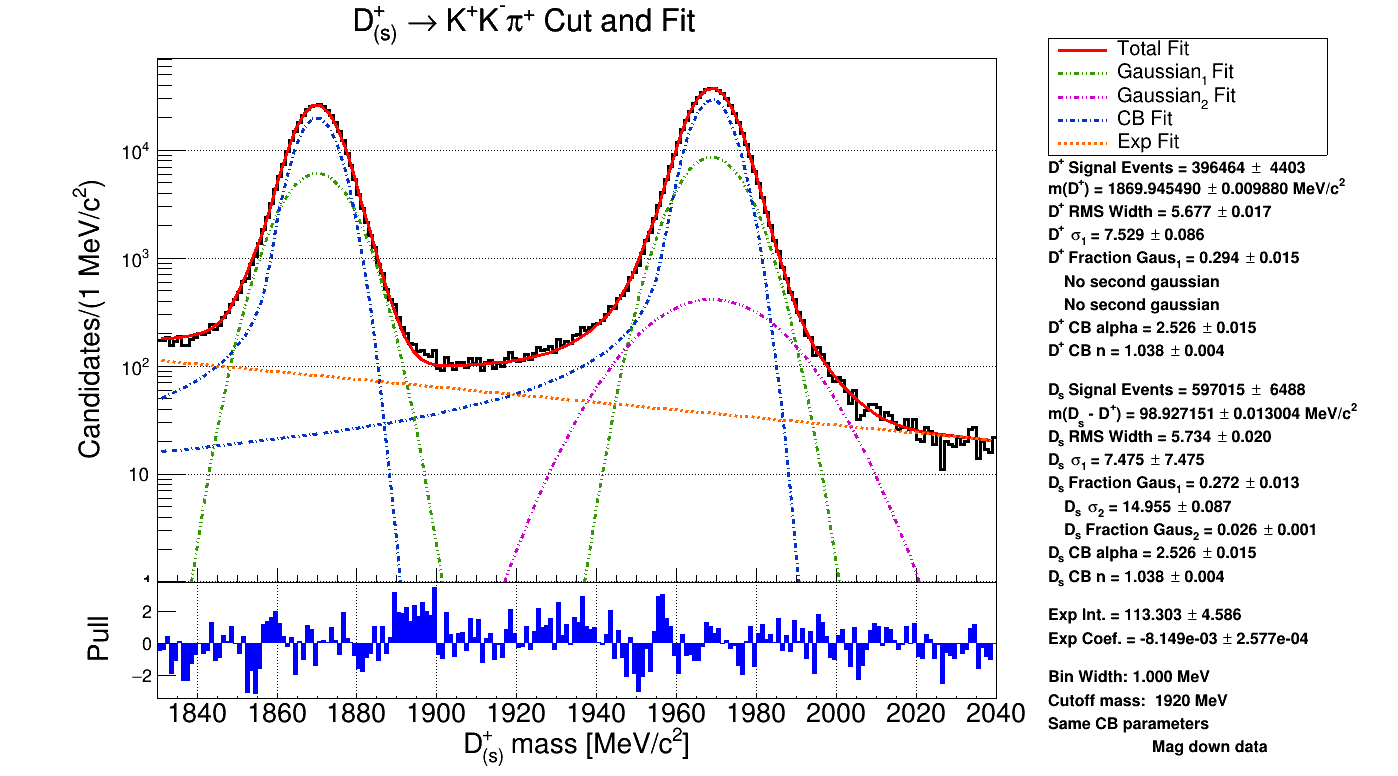 D⁺₍ₛ₎ → K⁺K⁻π⁺ Cut and Fit
Candidates/(1 MeV/c²)
10⁴
10³
10²
10
1
Pull
2
0
−2
1840 1860 1880 1900 1920 1940 1960 1980 2000 2020 2040
D⁺₍ₛ₎ mass [MeV/c²]
Total Fit
Gaussian₁ Fit
Gaussian₂ Fit
CB Fit
Exp Fit
D⁺ Signal Events = 396464 ± 4403
m(D⁺) = 1869.945490 ± 0.009880 MeV/c²
D⁺ RMS Width = 5.677 ± 0.017
D⁺ σ₁ = 7.529 ± 0.086
D⁺ Fraction Gaus₁ = 0.294 ± 0.015
No second gaussian
No second gaussian
D⁺ CB alpha = 2.526 ± 0.015
D⁺ CB n = 1.038 ± 0.004
Dₛ Signal Events = 597015 ± 6488
m(Dₛ - D⁺) = 98.927151 ± 0.013004 MeV/c²
Dₛ RMS Width = 5.734 ± 0.020
Dₛ σ₁ = 7.475 ± 7.475
Dₛ Fraction Gaus₁ = 0.272 ± 0.013
Dₛ σ₂ = 14.955 ± 0.087
Dₛ Fraction Gaus₂ = 0.026 ± 0.001
Dₛ CB alpha = 2.526 ± 0.015
Dₛ CB n = 1.038 ± 0.004
Exp Int. = 113.303 ± 4.586
Exp Coef. = -8.149e-03 ± 2.577e-04
Bin Width: 1.000 MeV
Cutoff mass: 1920 MeV
Same CB parameters
Mag down data